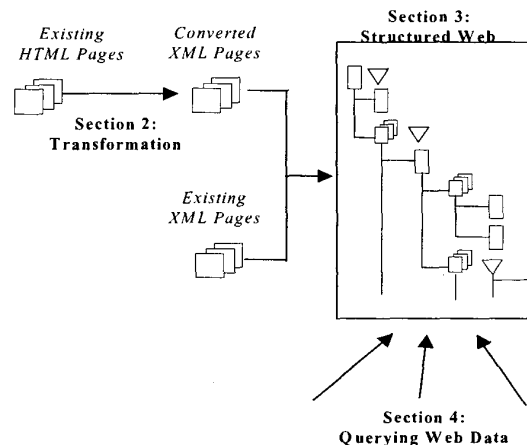 Section 3:
Structured Web
Existing
HTML Pages
Converted
XML Pages
Section 2:
Transformation
Existing
XML Pages
Section 4:
Querying Web Data